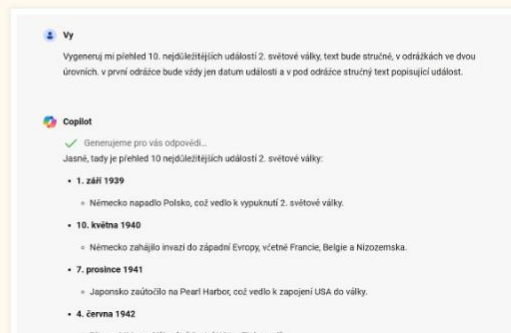 Vy
Vygeneruj mi přehled 10. nejdůležitějších událostí 2. světové války, text bude stručné, v odrážkách ve dvou
úrovních. v první odrážce bude vždy jen datum události a v pod odrážce stručný text popisující událost.
Copilot
Generujeme pro vás odpovědi...
Jasně, tady je přehled 10 nejdůležitějších událostí 2. světové války:
• 1. září 1939
Německo napadlo Polsko, což vedlo k vypuknutí 2. světové války.
• 10. května 1940
Německo zahájilo invazi do západní Evropy, včetně Francie, Belgie a Nizozemska.
• 7. prosince 1941
Japonsko zaútočilo na Pearl Harbor, což vedlo k zapojení USA do války.
• 4. června 1942